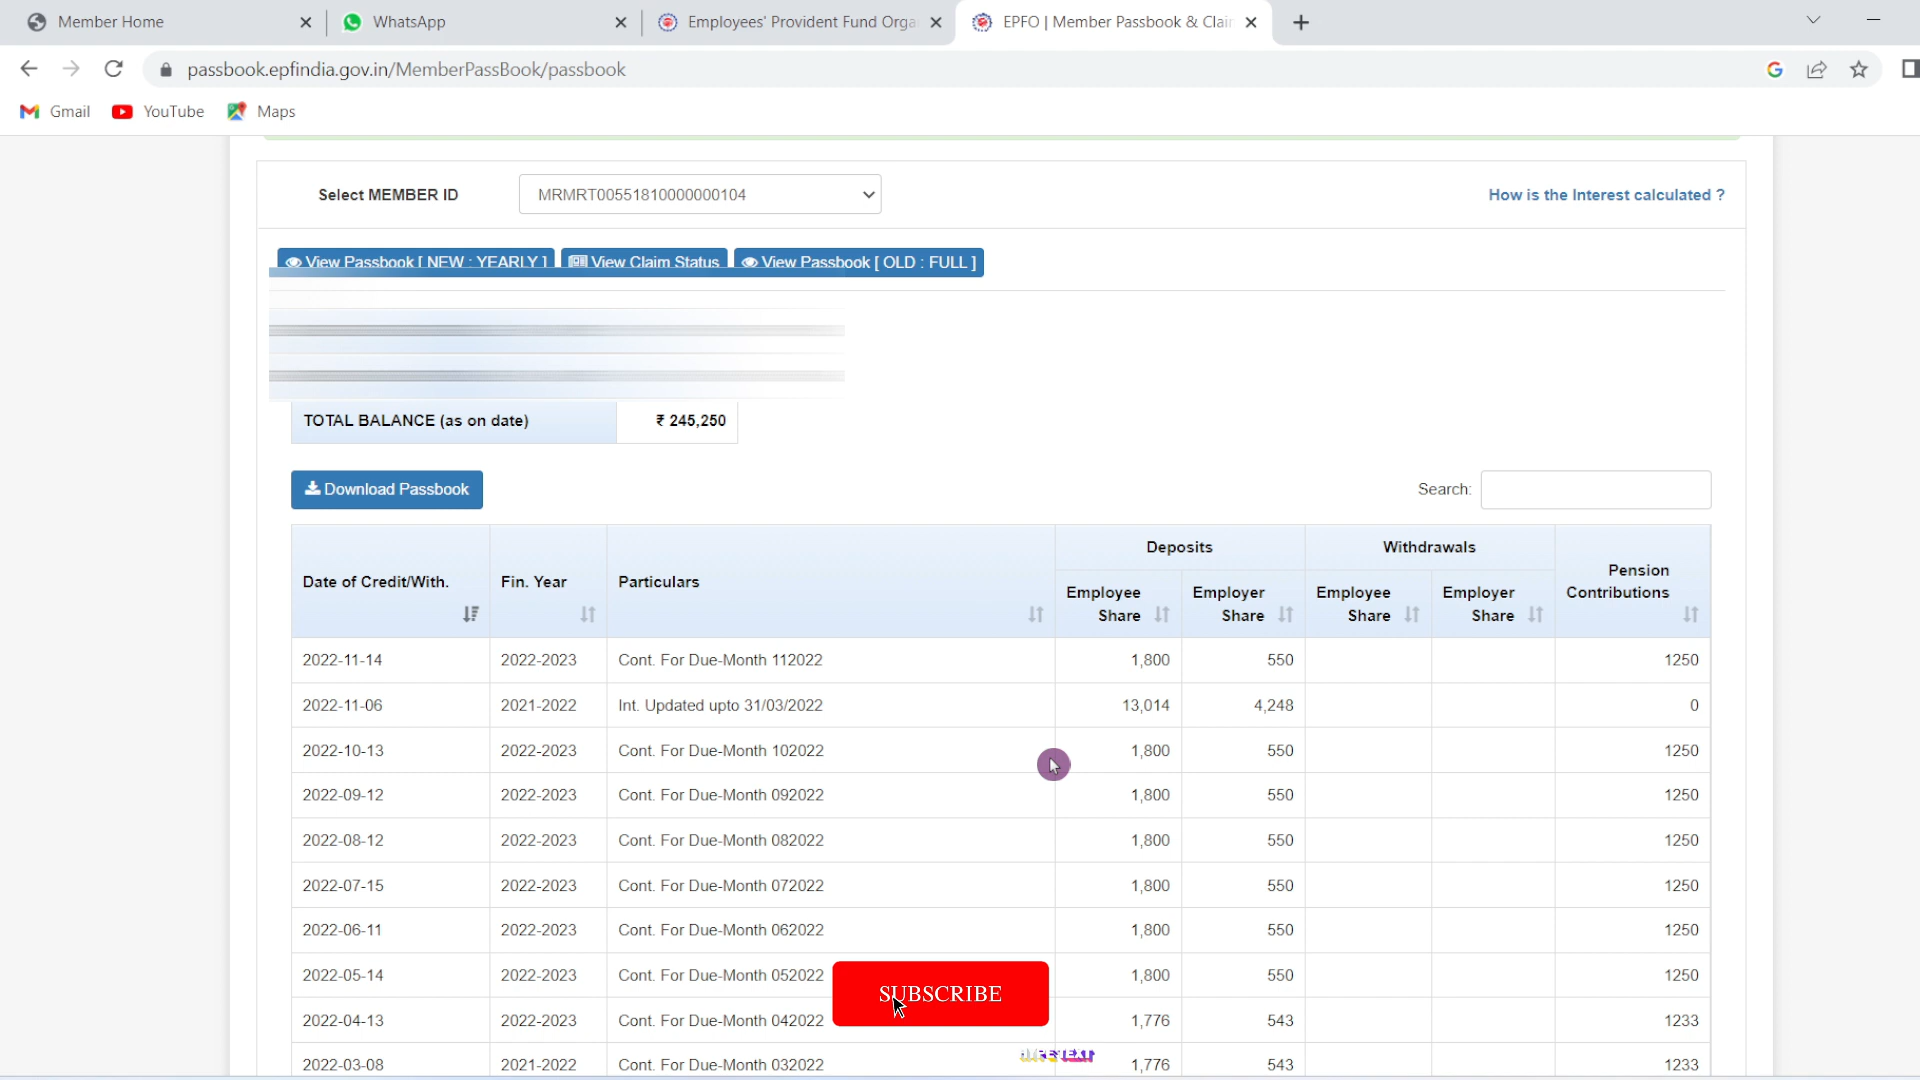 Member Home
WhatsApp
Employees' Provident Fund Orga
EPFO | Member Passbook & Clai
passbook.epfindia.gov.in/MemberPassBook/passbook
Gmail YouTube Maps
Select MEMBER ID
MRMRT00551810000000104
How is the Interest calculated ?
View Passbook [ NEW : YEARLY ] View Claim Status View Passbook [ OLD : FULL ]
TOTAL BALANCE (as on date) ₹ 245,250
Download Passbook
Search:
Deposits Withdrawals
Date of Credit/With. Fin. Year Particulars Employee Share Employer Share Employee Share Employer Share Pension Contributions
2022-11-14 2022-2023 Cont. For Due-Month 112022 1,800 550 1250
2022-11-06 2021-2022 Int. Updated upto 31/03/2022 13,014 4,248 0
2022-10-13 2022-2023 Cont. For Due-Month 102022 1,800 550 1250
2022-09-12 2022-2023 Cont. For Due-Month 092022 1,800 550 1250
2022-08-12 2022-2023 Cont. For Due-Month 082022 1,800 550 1250
2022-07-15 2022-2023 Cont. For Due-Month 072022 1,800 550 1250
2022-06-11 2022-2023 Cont. For Due-Month 062022 1,800 550 1250
2022-05-14 2022-2023 Cont. For Due-Month 052022 1,800 550 1250
SUBSCRIBE
2022-04-13 2022-2023 Cont. For Due-Month 042022 1,776 543 1233
HYPETEXT
2022-03-08 2021-2022 Cont. For Due-Month 032022 1,776 543 1233